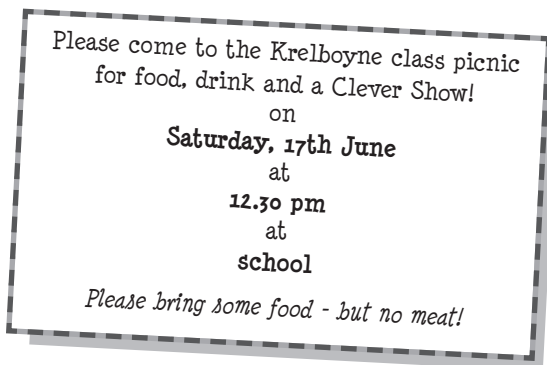 Please come to the Krelboyne class picnic
for food, drink and a Clever Show!
on
Saturday, 17th June
at
12.30 pm
at
school
Please bring some food - but no meat!